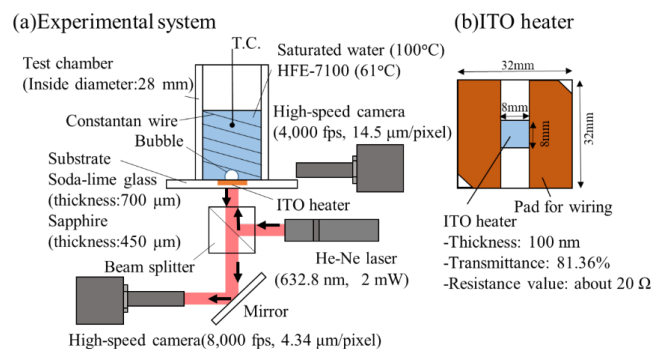 (a)Experimental system
T.C.
Test chamber
(Inside diameter:28 mm)
Saturated water (100°C)
HFE-7100 (61°C)
Constantan wire
Bubble
High-speed camera
(4,000 fps, 14.5 μm/pixel)
Substrate
Soda-lime glass
(thickness:700 μm)
Sapphire
(thickness:450 μm)
ITO heater
Beam splitter
He-Ne laser
(632.8 nm, 2 mW)
Mirror
High-speed camera(8,000 fps, 4.34 μm/pixel)
(b)ITO heater
32mm
8mm
8mm
32mm
Pad for wiring
ITO heater
-Thickness: 100 nm
-Transmittance: 81.36%
-Resistance value: about 20 Ω